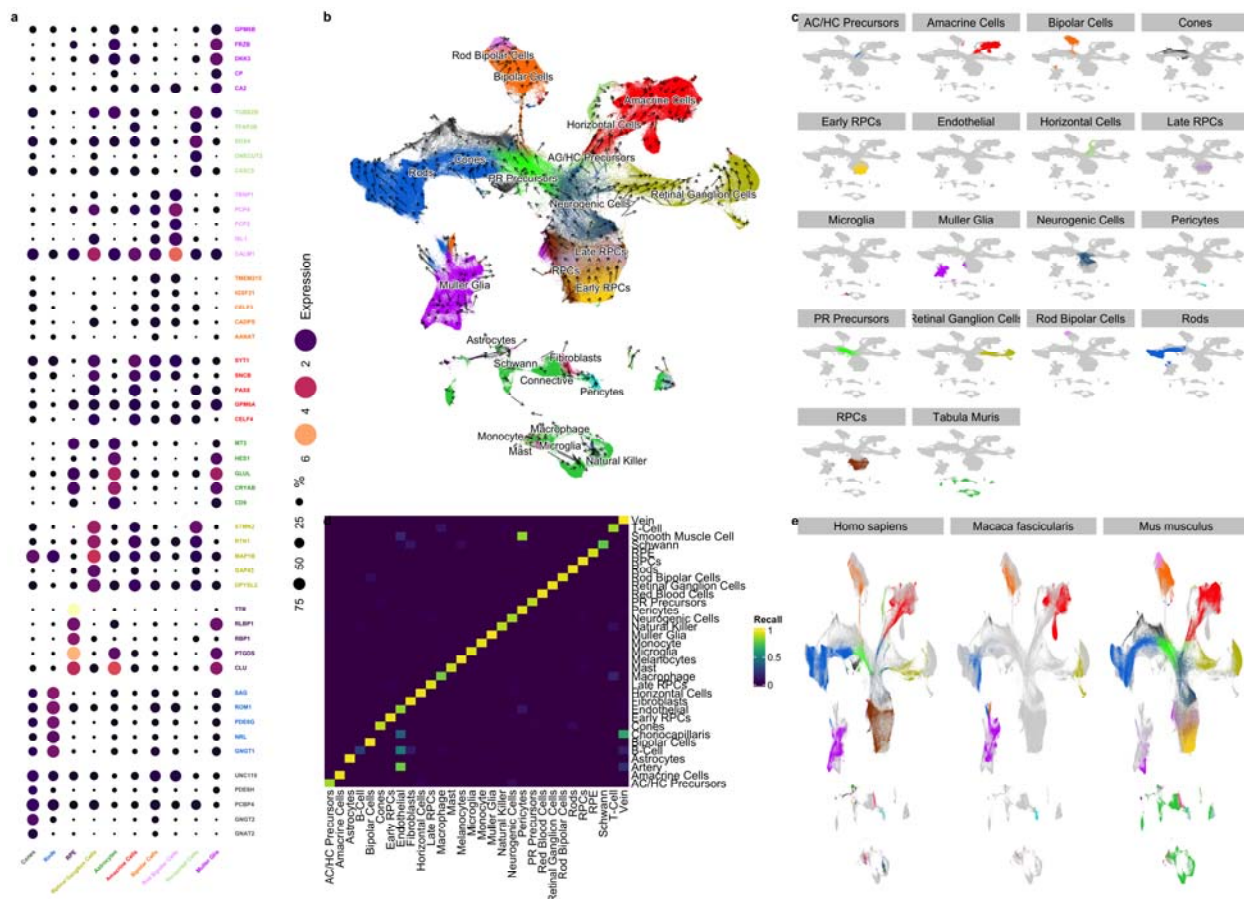 a
GPM6B
FRZB
DKK3
CP
CA2
TFAP2B
ONECUT2
PCP4
PCP2
ISL1
CALB1
TMEM215
CADPS
SYT1
SNCB
PAX6
GPM6A
CELF4
MT3
HES1
GLUL
CRYAB
CD9
STMN2
RTN1
MAP1B
GAP43
DPYSL2
TTR
RLBP1
RBP1
PTGDS
CLU
SAG
ROM1
PDE6G
NRL
GNGT1
UNC119
PDE6H
PCBP4
GNGT2
GNAT2
Cones
Rods
RPE
Retinal Ganglion Cells
Astrocytes
Amacrine Cells
Bipolar Cells
Rod Bipolar Cells
Horizontal Cells
Muller Glia
Expression
2
4
6
%
25
50
75
b
Rod Bipolar Cells
Bipolar Cells
Amacrine Cells
Horizontal Cells
AC/HC Precursors
Cones
Rods
PR Precursors
Retinal Ganglion Cells
Neurogenic Cells
Late RPCs
RPCs
Early RPCs
Muller Glia
Astrocytes
Schwann
Fibroblasts
Connective
Pericytes
Macrophage
Monocyte
Microglia
Mast
Natural Killer
c
AC/HC Precursors
Amacrine Cells
Bipolar Cells
Cones
Early RPCs
Endothelial
Horizontal Cells
Late RPCs
Microglia
Muller Glia
Neurogenic Cells
Pericytes
PR Precursors
Retinal Ganglion Cells
Rod Bipolar Cells
Rods
RPCs
Tabula Muris
d
Vein
T-Cell
Smooth Muscle Cell
Schwann
RPE
RPCs
Rods
Rod Bipolar Cells
Retinal Ganglion Cells
Red Blood Cells
PR Precursors
Pericytes
Neurogenic Cells
Natural Killer
Muller Glia
Monocyte
Microglia
Melanocytes
Mast
Macrophage
Late RPCs
Horizontal Cells
Fibroblasts
Endothelial
Early RPCs
Cones
Choriocapillaris
Bipolar Cells
B-Cell
Astrocytes
Artery
Amacrine Cells
AC/HC Precursors
AC/HC Precursors
Amacrine Cells
Astrocytes
B-Cell
Bipolar Cells
Cones
Early RPCs
Endothelial
Fibroblasts
Horizontal Cells
Late RPCs
Macrophage
Mast
Melanocytes
Microglia
Monocyte
Muller Glia
Natural Killer
Neurogenic Cells
Pericytes
PR Precursors
Red Blood Cells
Retinal Ganglion Cells
Rod Bipolar Cells
Rods
RPCs
RPE
Schwann
T-Cell
Vein
Recall
1
0.5
0
e
Homo sapiens
Macaca fascicularis
Mus musculus